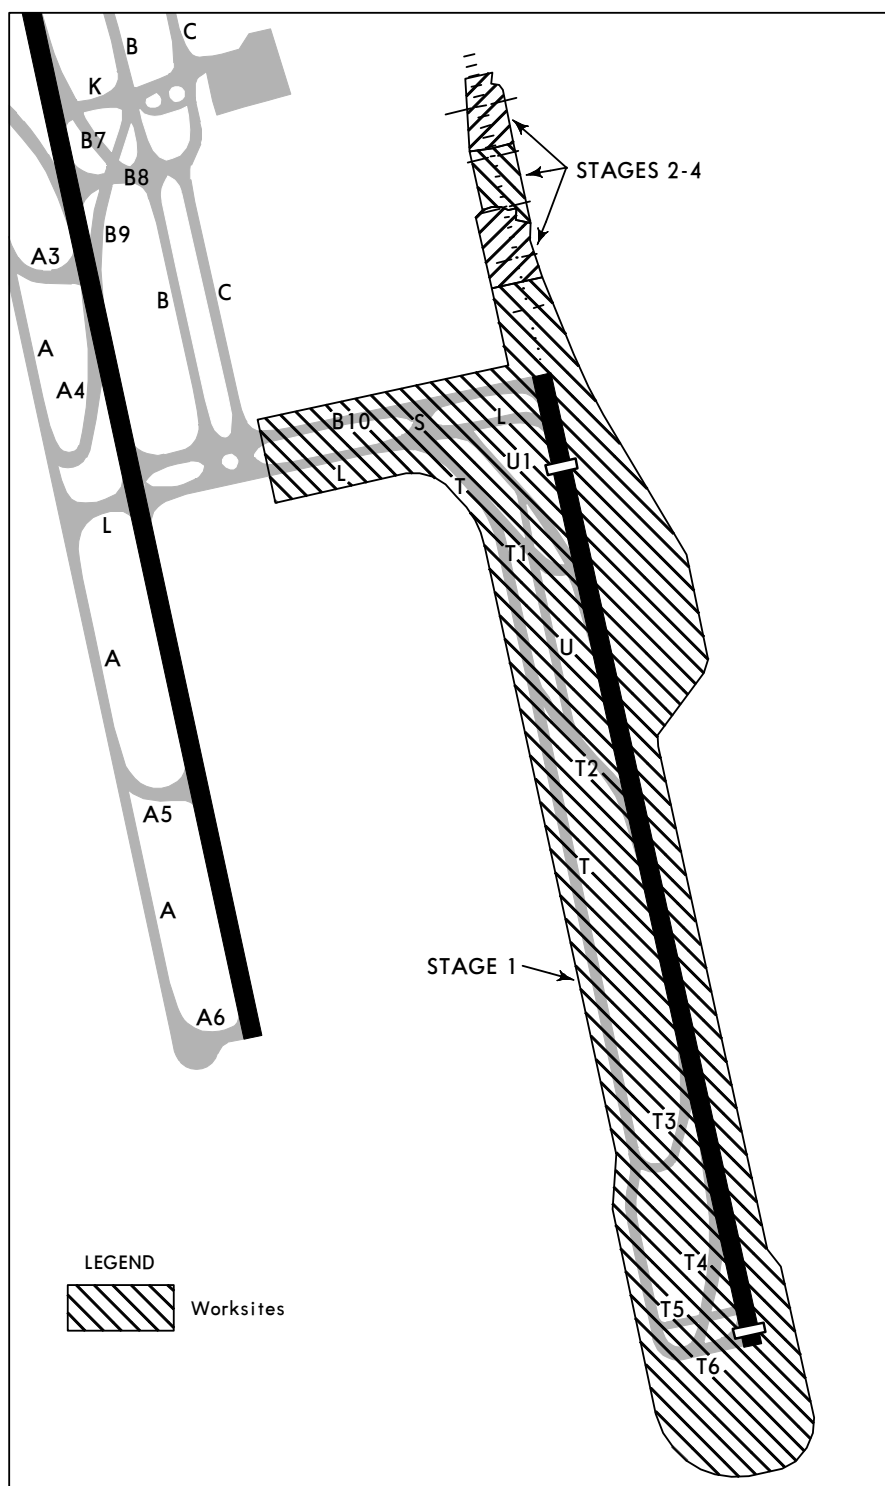 C
B
K
B7
B8
STAGES 2-4
B9
A3
C
B
A
A4
B10
S
L
U1
L
T
L
T1
U
A
T2
A5
T
A
STAGE 1
A6
T3
T4
LEGEND
Worksites
T5
T6